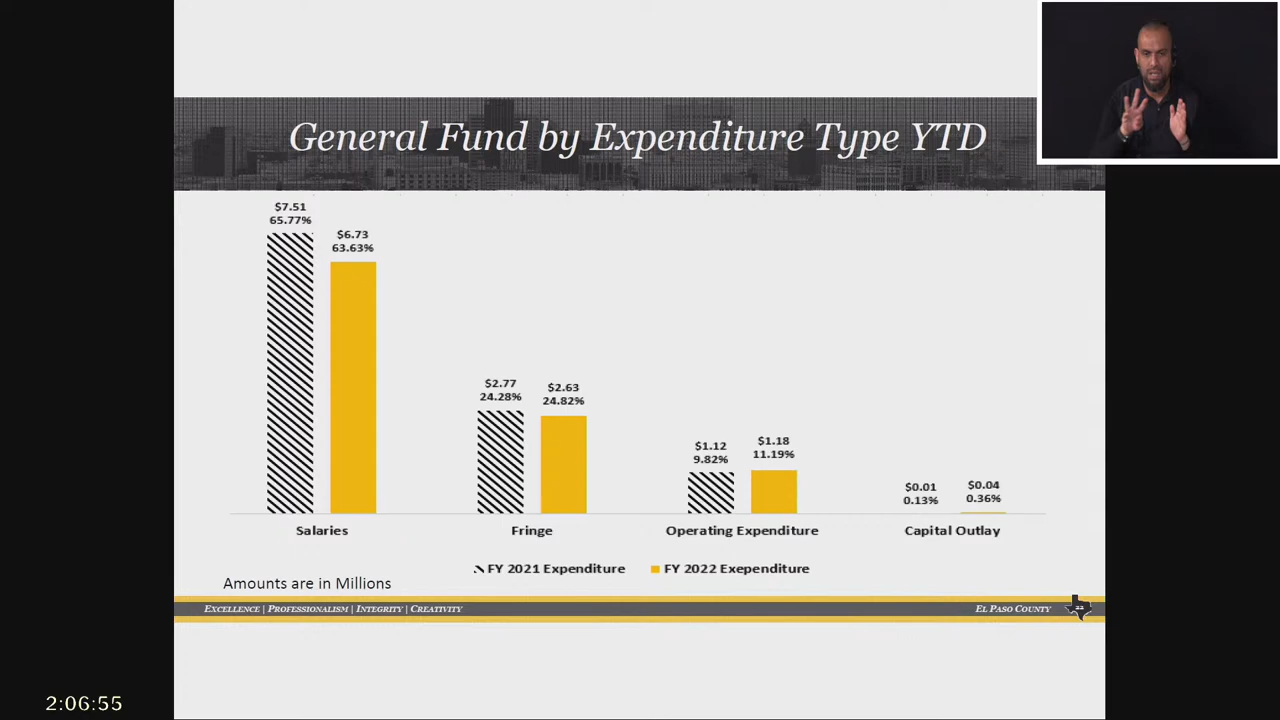 General Fund by Expenditure Type YTD
$7.51
65.77%
$6.73
63.63%
$2.77
24.28%
$2.63
24.82%
$1.12
9.82%
$1.18
11.19%
$0.01
0.13%
$0.04
0.36%
Salaries
Fringe
Operating Expenditure
Capital Outlay
FY 2021 Expenditure
FY 2022 Exependiture
Amounts are in Millions
EXCELLENCE | PROFESSIONALISM | INTEGRITY | CREATIVITY
EL PASO COUNTY
22
2:06:55